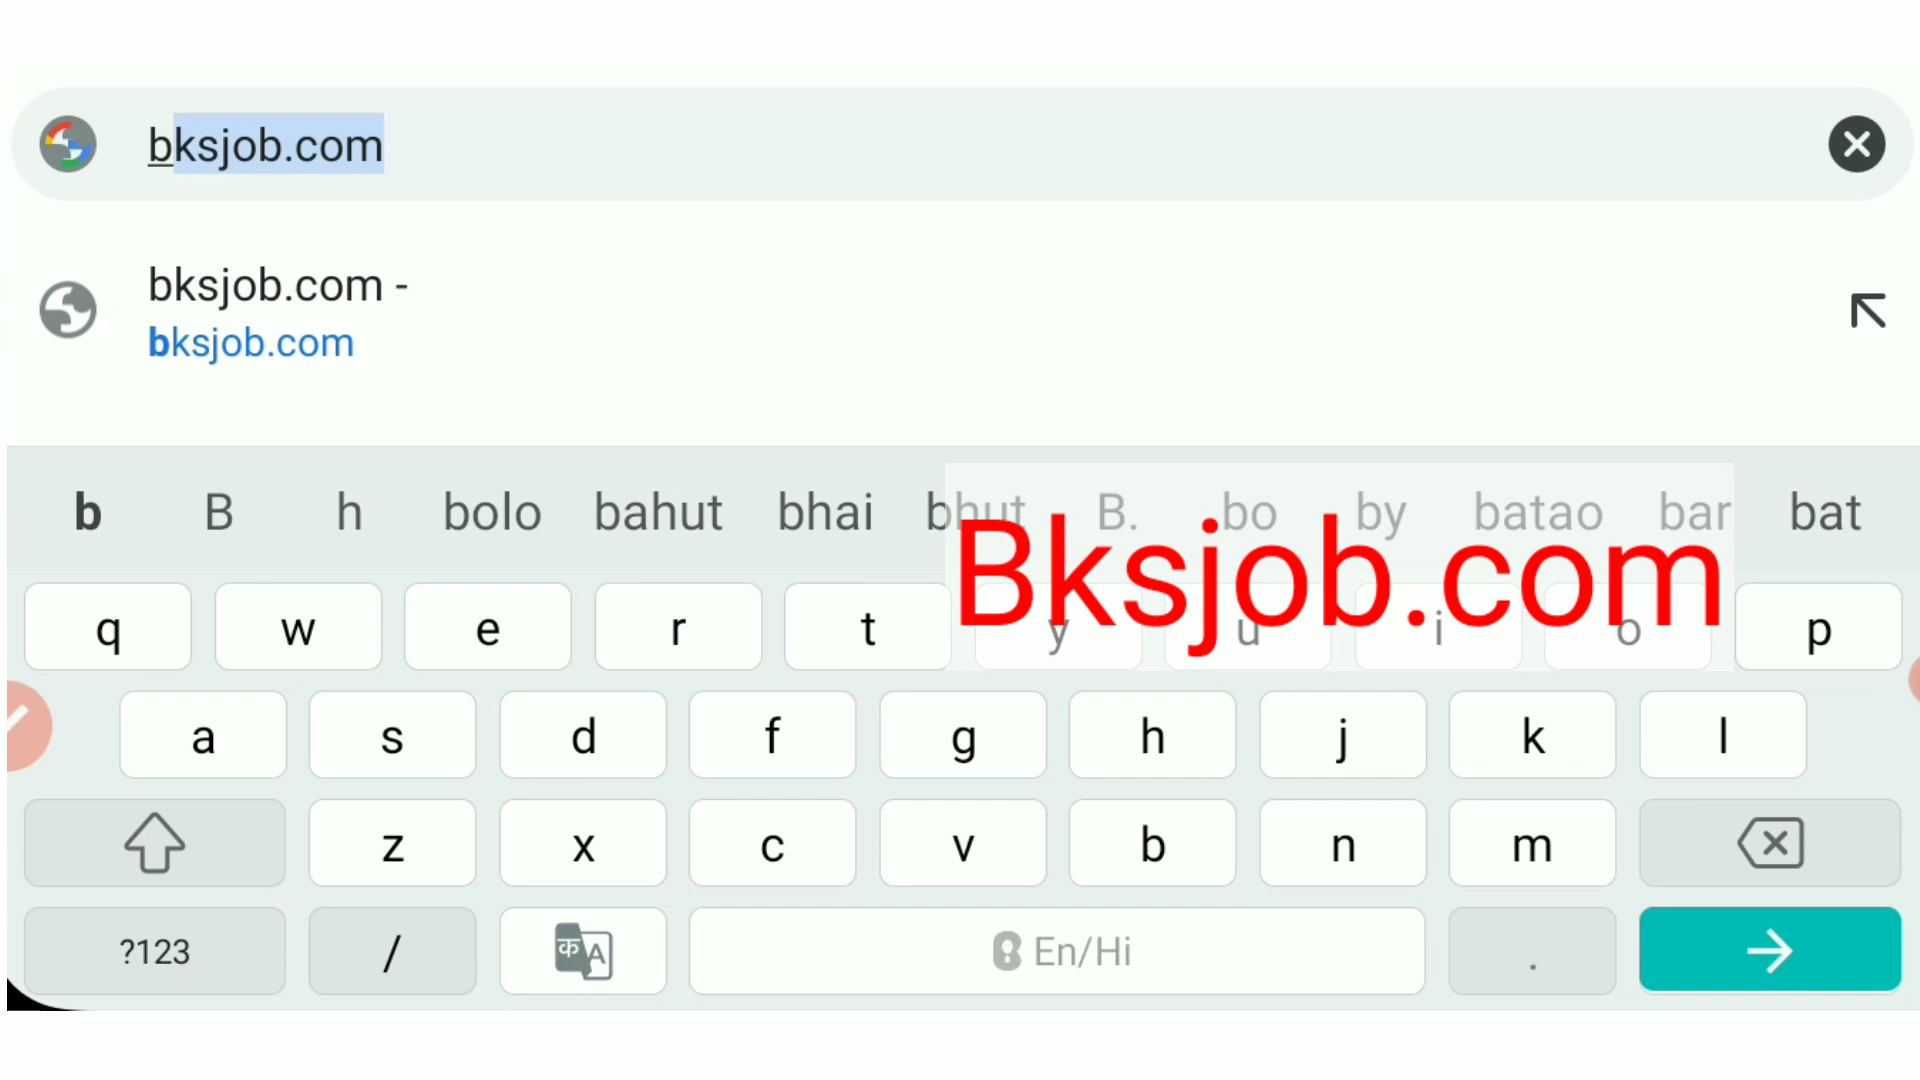 bksjob.com
bksjob.com -
bksjob.com
b B h bolo bahut bhai bhut B. bo by batao bar bat
Bksjob.com
q w e r t y u i o p
a s d f g h j k l
z x c v b n m
?123 / क A En/Hi .